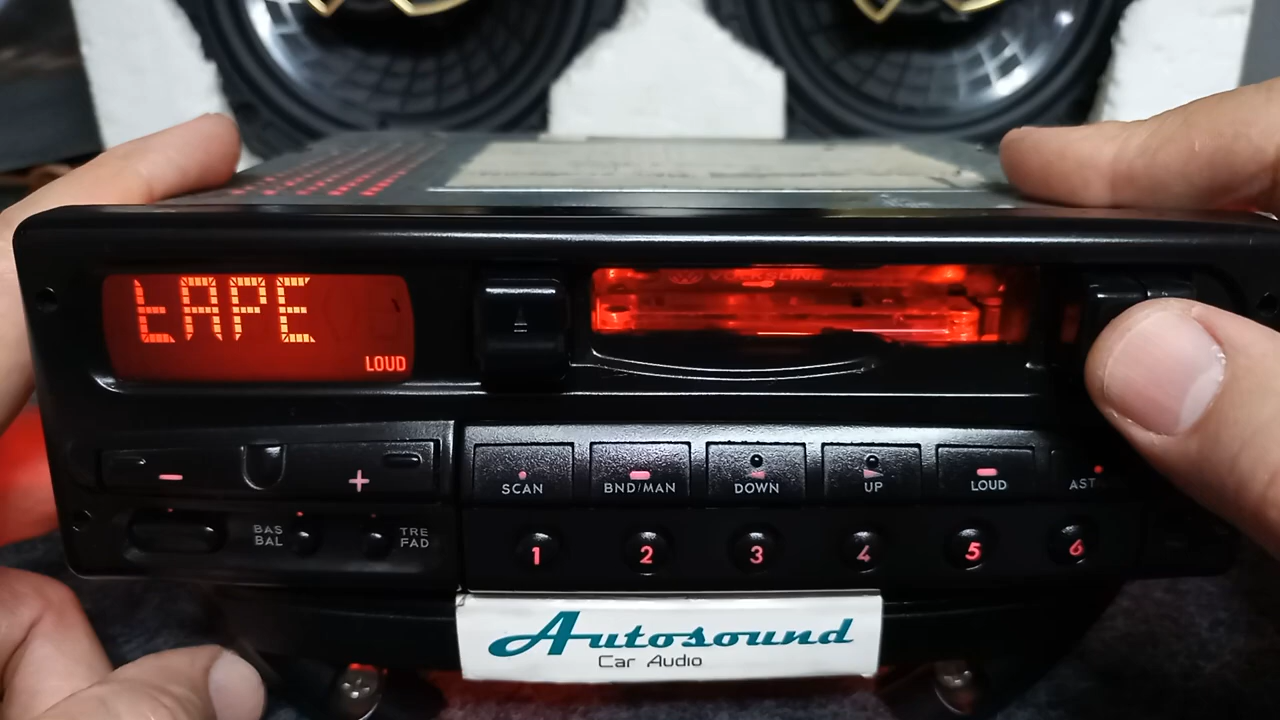 VOLKSLINE
tAPE
LOUD
- +
SCAN BND/MAN DOWN UP LOUD AST
BAS
BAL
TRE
FAD
1 2 3 4 5 6
Autosound
Car Audio